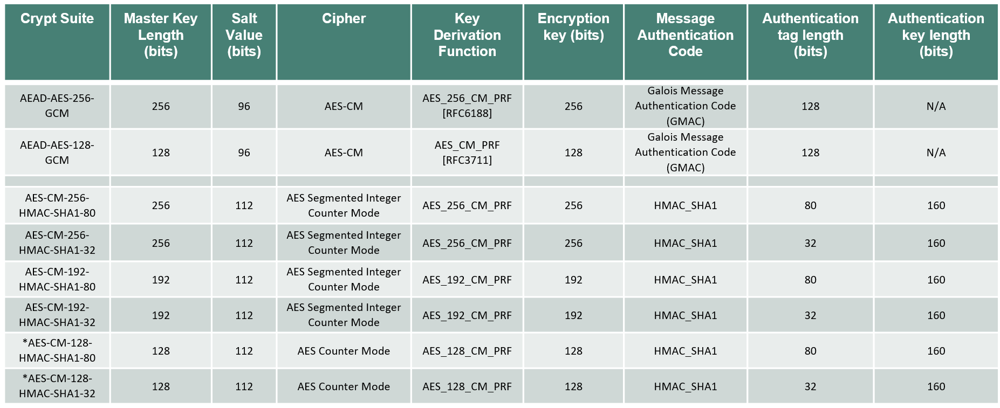 Crypt Suite
Master Key
Length
(bits)
Salt
Value
(bits)
Cipher
Key
Derivation
Function
Encryption
key (bits)
Message
Authentication
Code
Authentication
tag length
(bits)
Authentication
key length
(bits)
AEAD-AES-256-
GCM
256
96
AES-CM
AES_256_CM_PRF
[RFC6188]
256
Galois Message
Authentication Code
(GMAC)
128
N/A
AEAD-AES-128-
GCM
128
96
AES-CM
AES_CM_PRF
[RFC3711]
128
Galois Message
Authentication Code
(GMAC)
128
N/A
AES-CM-256-
HMAC-SHA1-80
256
112
AES Segmented Integer
Counter Mode
AES_256_CM_PRF
256
HMAC_SHA1
80
160
AES-CM-256-
HMAC-SHA1-32
256
112
AES Segmented Integer
Counter Mode
AES_256_CM_PRF
256
HMAC_SHA1
32
160
AES-CM-192-
HMAC-SHA1-80
192
112
AES Segmented Integer
Counter Mode
AES_192_CM_PRF
192
HMAC_SHA1
80
160
AES-CM-192-
HMAC-SHA1-32
192
112
AES Segmented Integer
Counter Mode
AES_192_CM_PRF
192
HMAC_SHA1
32
160
*AES-CM-128-
HMAC-SHA1-80
128
112
AES Counter Mode
AES_128_CM_PRF
128
HMAC_SHA1
80
160
*AES-CM-128-
HMAC-SHA1-32
128
112
AES Counter Mode
AES_128_CM_PRF
128
HMAC_SHA1
32
160